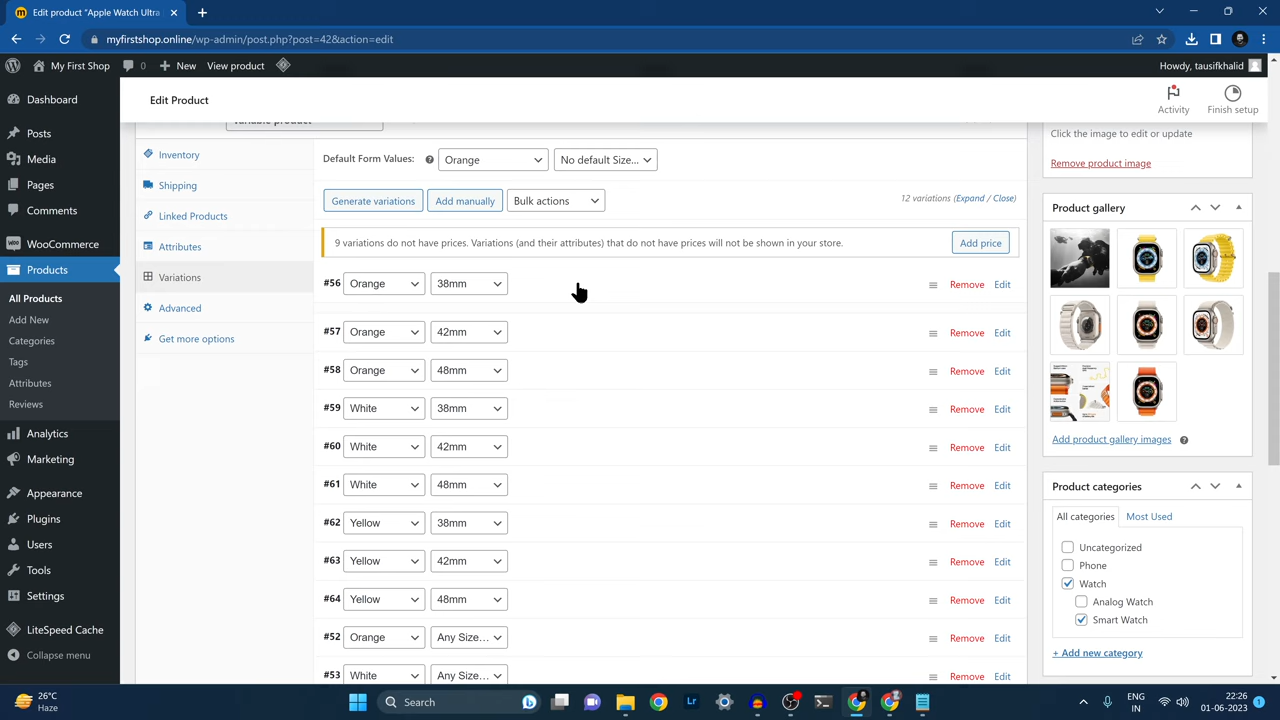 Edit product "Apple Watch Ultra
myfirstshop.online/wp-admin/post.php?post=42&action=edit
My First Shop
0
New
View product
Howdy, tausifkhalid
Edit Product
Activity
Finish setup
Dashboard
Posts
Media
Pages
Comments
WooCommerce
Products
All Products
Add New
Categories
Tags
Attributes
Reviews
Analytics
Marketing
Appearance
Plugins
Users
Tools
Settings
LiteSpeed Cache
Collapse menu
Variable product
Inventory
Shipping
Linked Products
Attributes
Variations
Advanced
Get more options
Default Form Values:
Orange
No default Size...
Generate variations
Add manually
Bulk actions
12 variations (Expand / Close)
9 variations do not have prices. Variations (and their attributes) that do not have prices will not be shown in your store.
Add price
#56 Orange 38mm Remove Edit
#57 Orange 42mm Remove Edit
#58 Orange 48mm Remove Edit
#59 White 38mm Remove Edit
#60 White 42mm Remove Edit
#61 White 48mm Remove Edit
#62 Yellow 38mm Remove Edit
#63 Yellow 42mm Remove Edit
#64 Yellow 48mm Remove Edit
#52 Orange Any Size... Remove Edit
#53 White Any Size... Remove Edit
Click the image to edit or update
Remove product image
Product gallery
Add product gallery images
Product categories
All categories
Most Used
Uncategorized
Phone
Watch
Analog Watch
Smart Watch
+ Add new category
26°C
Haze
Search
Lr
ENG
IN
22:26
01-06-2023
1